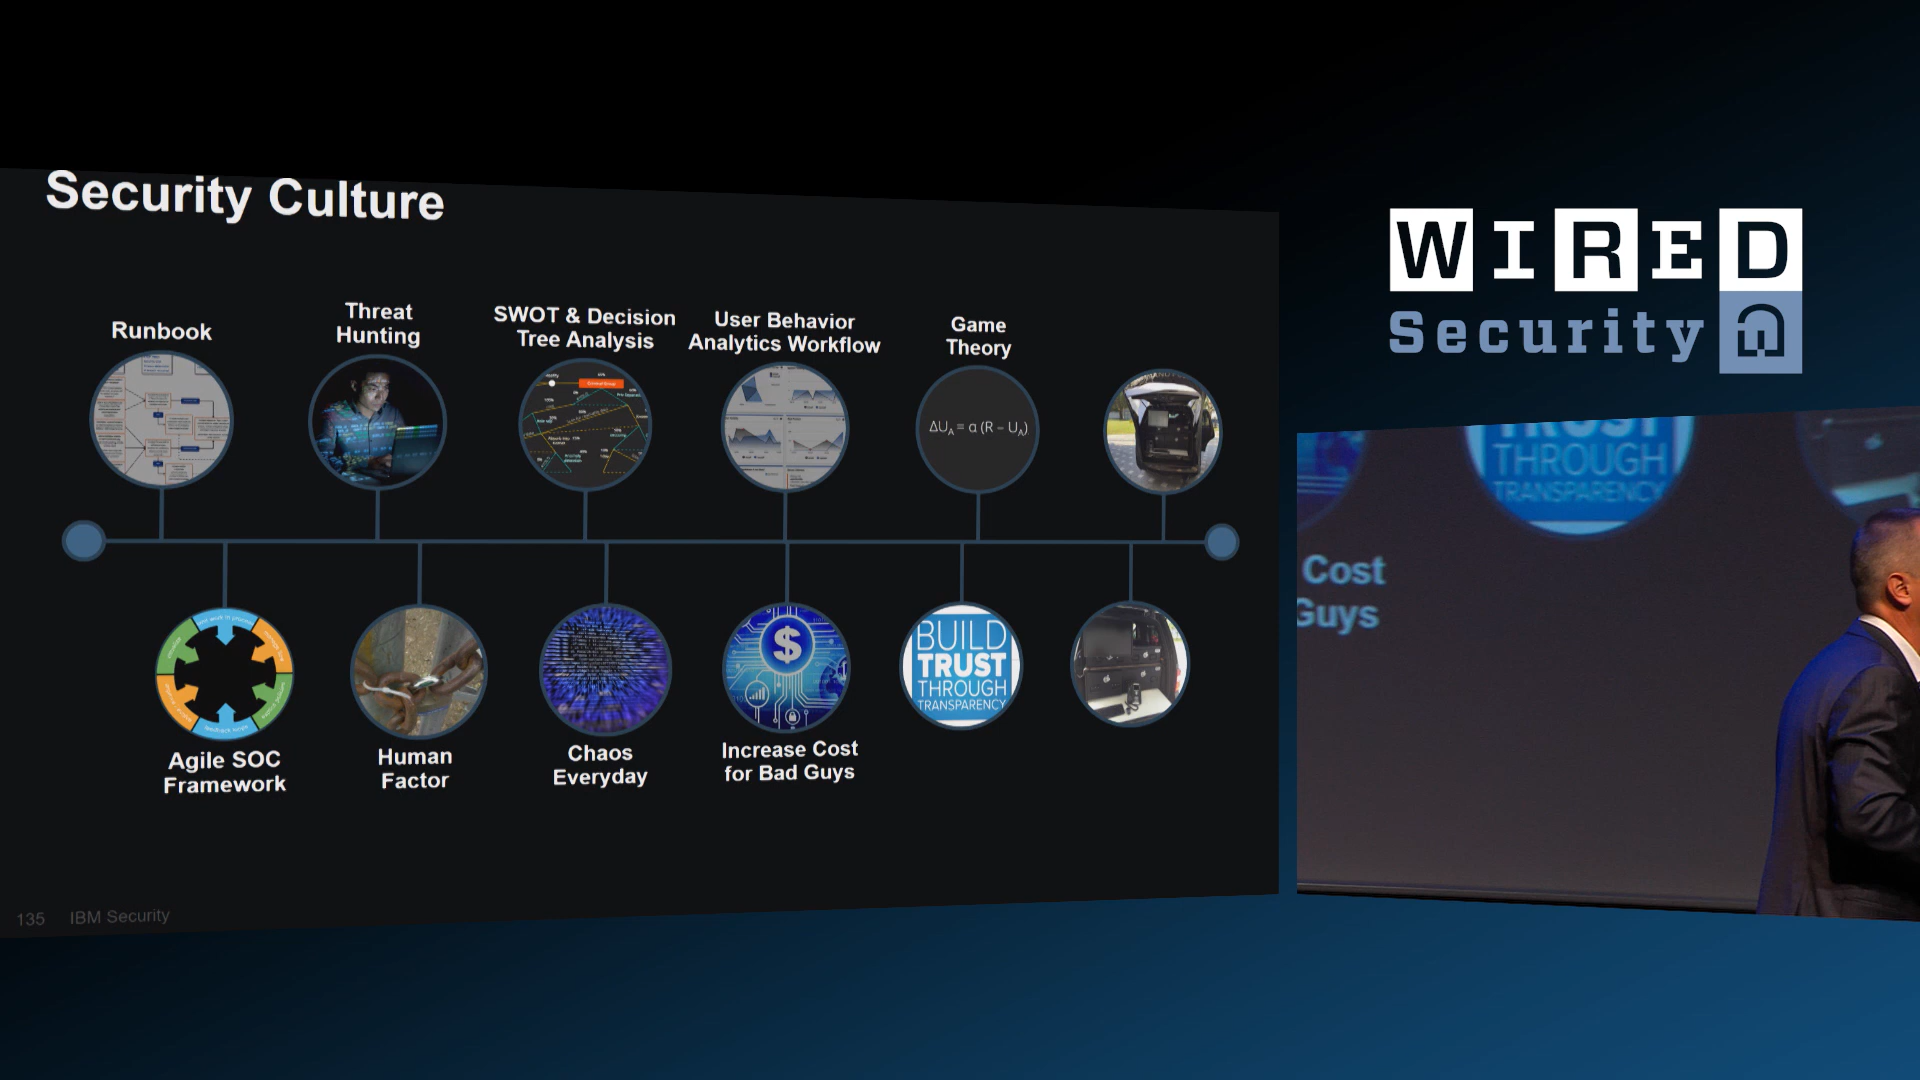 Security Culture
Runbook
Threat
Hunting
SWOT & Decision
Tree Analysis
User Behavior
Analytics Workflow
Game
Theory
ΔU_A = α (R – U_A)
Agile SOC
Framework
Human
Factor
Chaos
Everyday
$
Increase Cost
for Bad Guys
BUILD
TRUST
THROUGH
TRANSPARENCY
135 IBM Security
WIRED
Security
TRUST
THROUGH
TRANSPARENCY
Cost
Guys